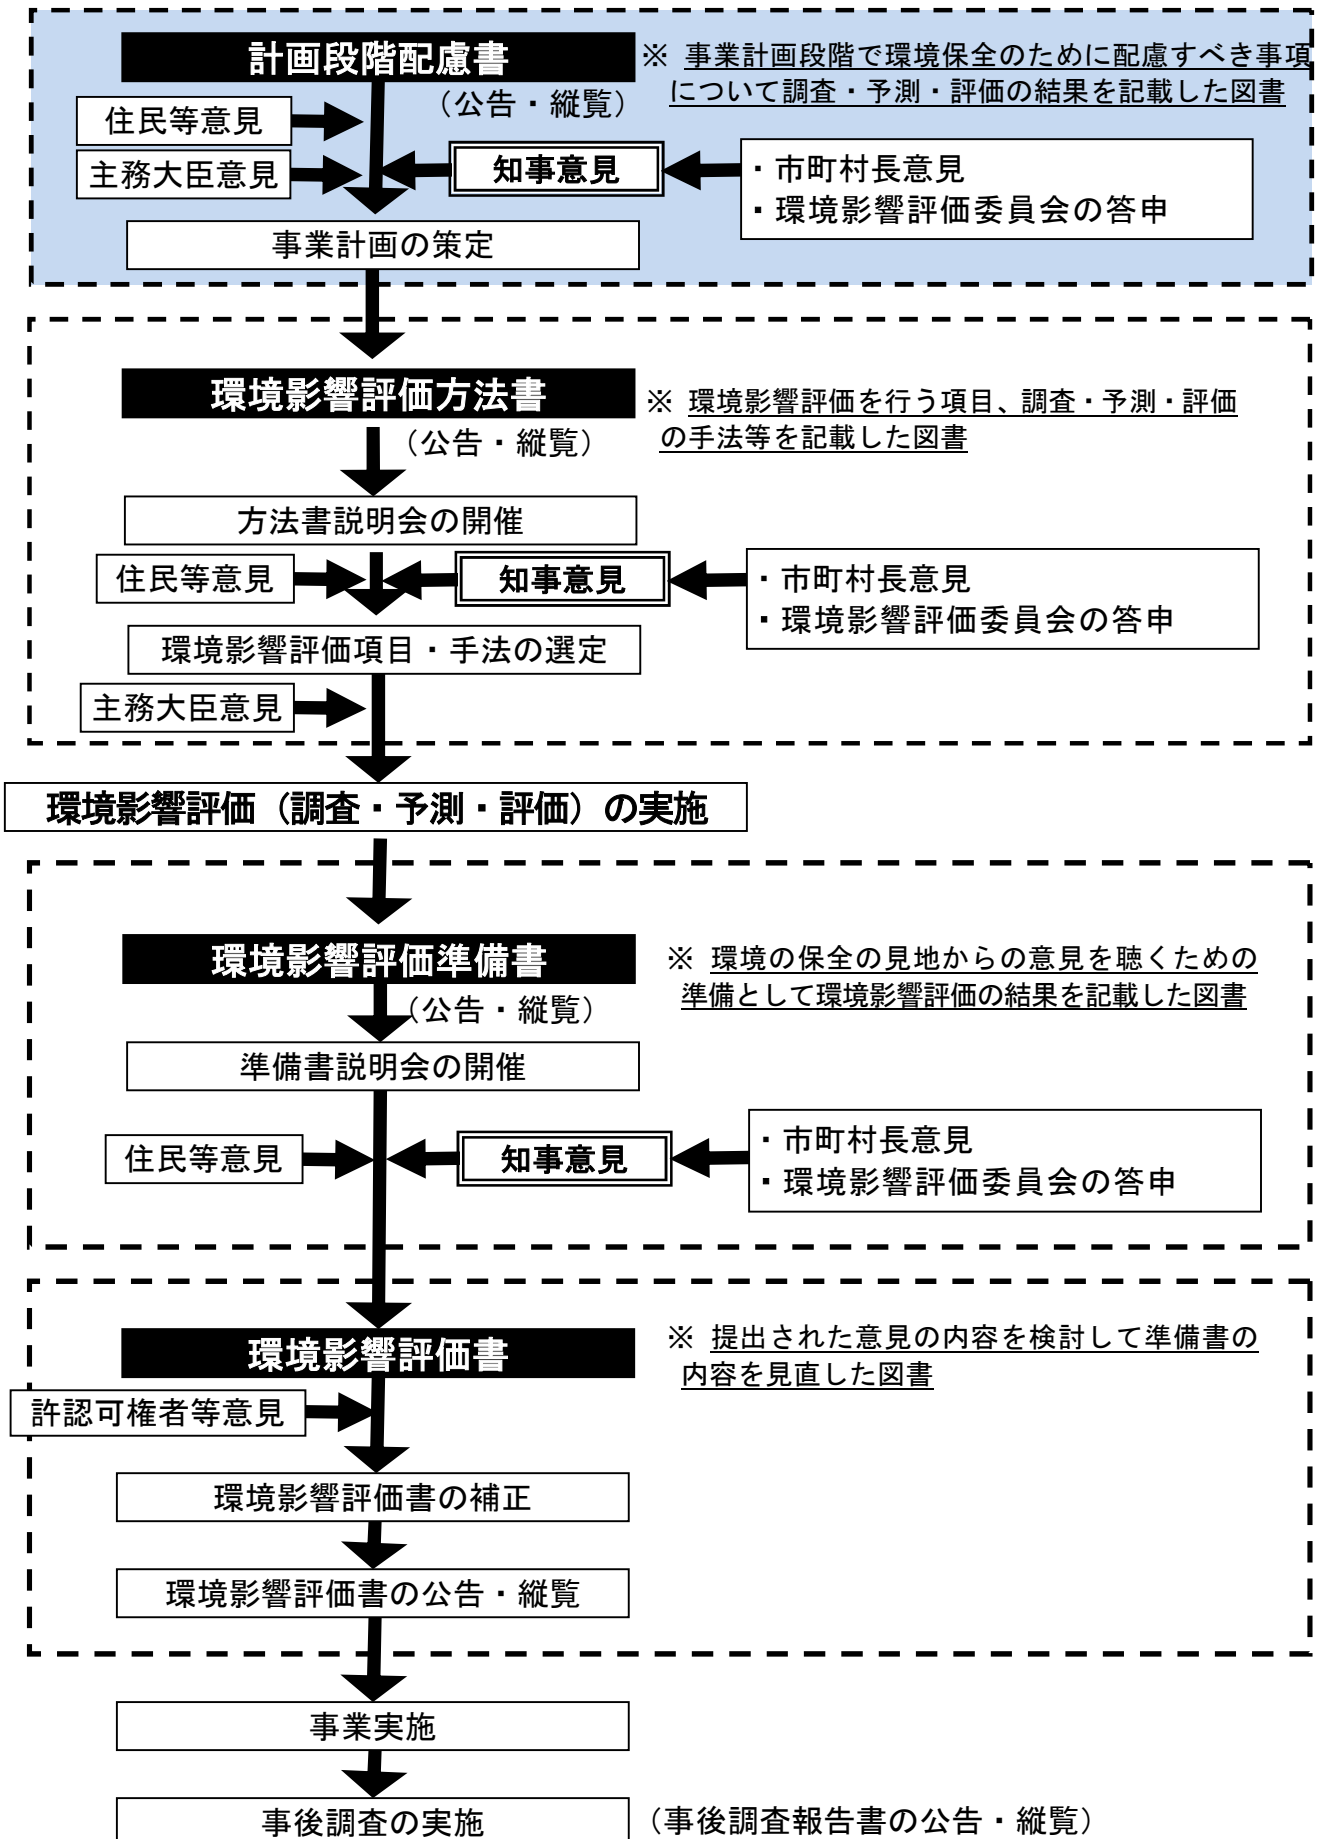 計画段階配慮書
※ 事業計画段階で環境保全のために配慮すべき事項
について調査・予測・評価の結果を記載した図書
（公告・縦覧）
住民等意見
主務大臣意見
知事意見
・市町村長意見
・環境影響評価委員会の答申
事業計画の策定
環境影響評価方法書
※ 環境影響評価を行う項目、調査・予測・評価
の手法等を記載した図書
（公告・縦覧）
方法書説明会の開催
住民等意見
知事意見
・市町村長意見
・環境影響評価委員会の答申
環境影響評価項目・手法の選定
主務大臣意見
環境影響評価（調査・予測・評価）の実施
環境影響評価準備書
※ 環境の保全の見地からの意見を聴くための
準備として環境影響評価の結果を記載した図書
（公告・縦覧）
準備書説明会の開催
住民等意見
知事意見
・市町村長意見
・環境影響評価委員会の答申
環境影響評価書
※ 提出された意見の内容を検討して準備書の
内容を見直した図書
許認可権者等意見
環境影響評価書の補正
環境影響評価書の公告・縦覧
事業実施
事後調査の実施
（事後調査報告書の公告・縦覧）